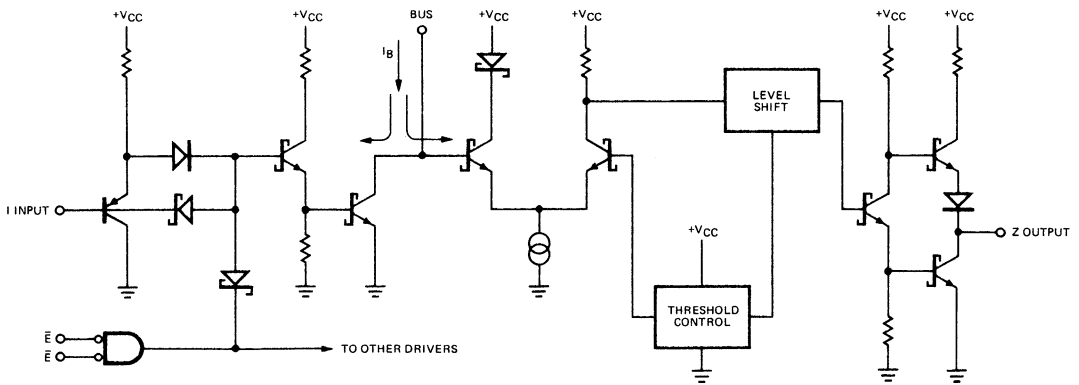 +VCC
+VCC
BUS
+VCC
+VCC
+VCC
+VCC
IB
LEVEL
SHIFT
I INPUT
+VCC
Z OUTPUT
THRESHOLD
CONTROL
E̅
E̅
TO OTHER DRIVERS